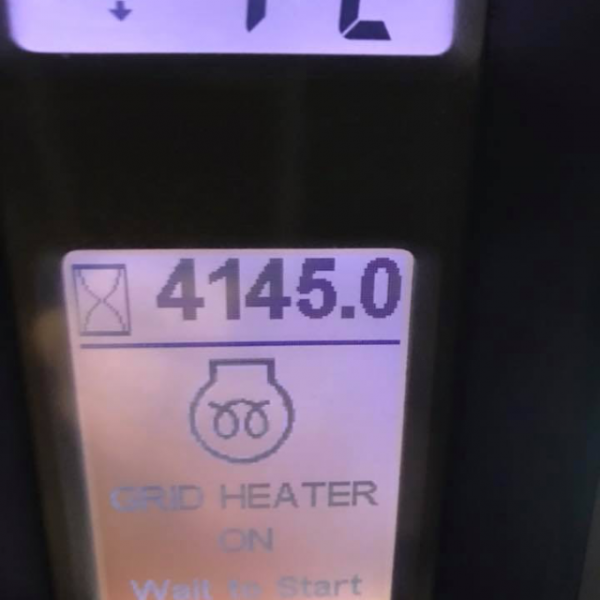 4145.0
GRID HEATER
ON
Wait to Start